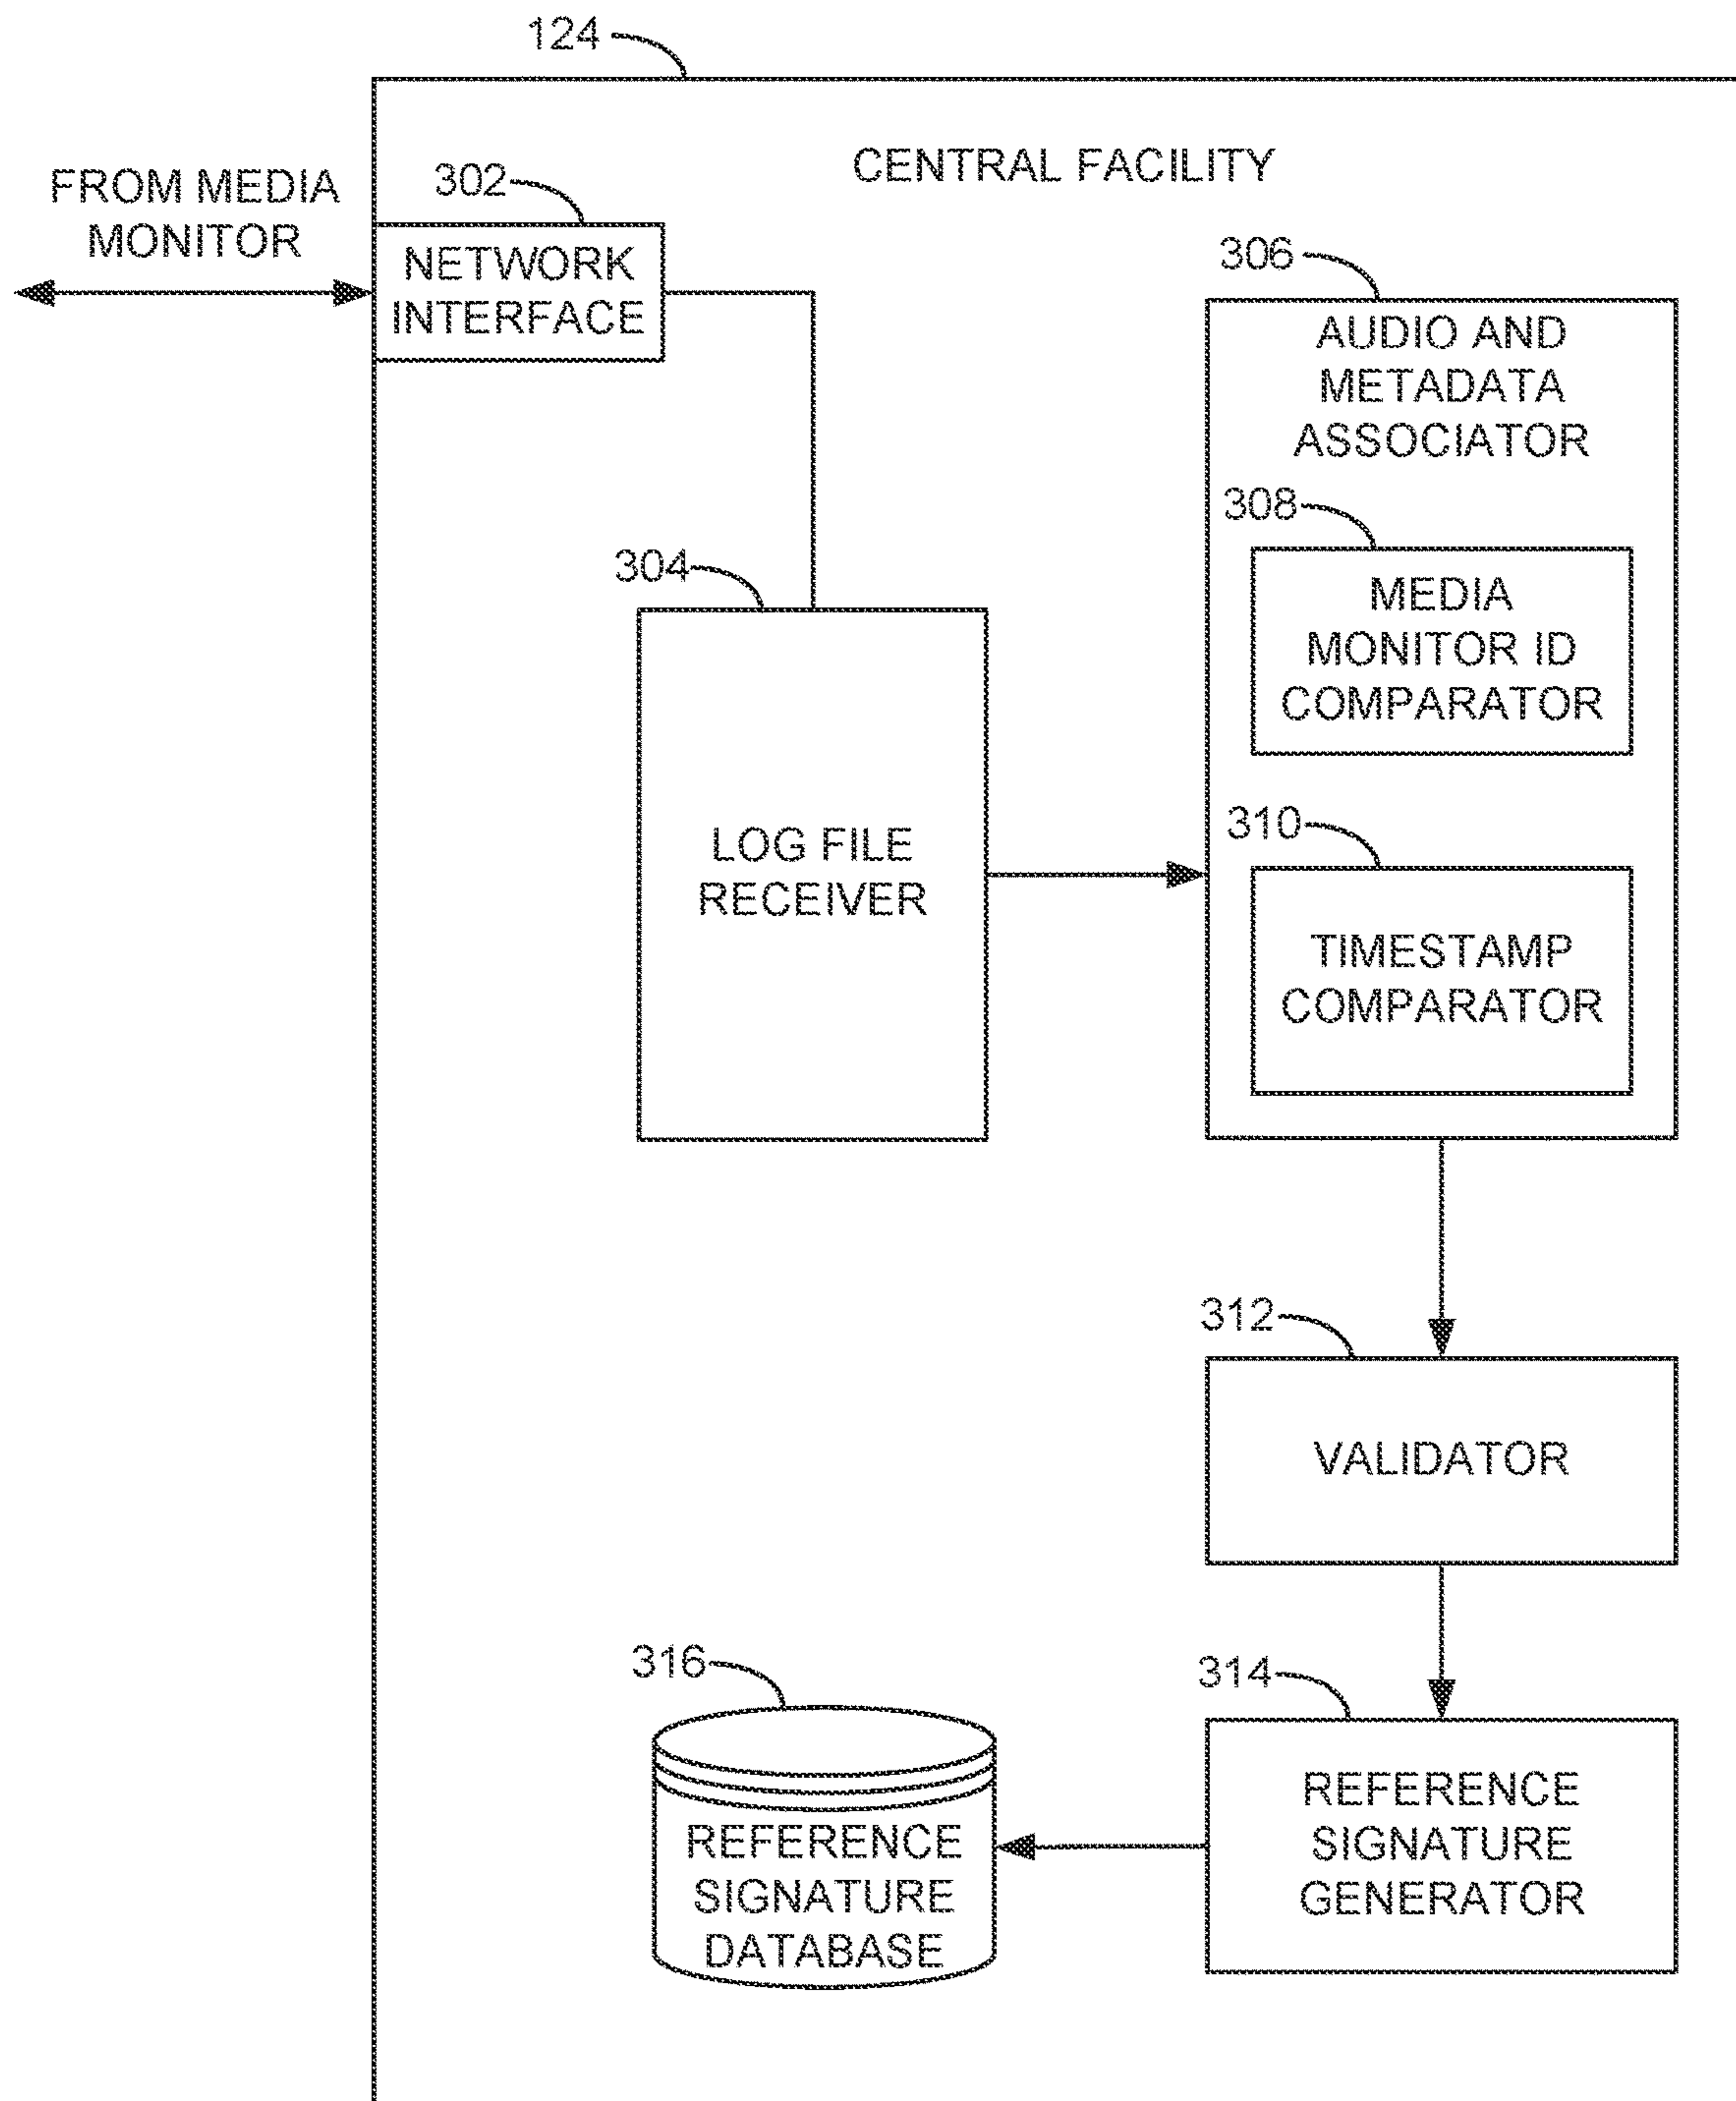 124
CENTRAL FACILITY
FROM MEDIA
MONITOR
302
NETWORK
INTERFACE
306
AUDIO AND
METADATA
ASSOCIATOR
308
MEDIA
MONITOR ID
COMPARATOR
304
LOG FILE
RECEIVER
310
TIMESTAMP
COMPARATOR
312
VALIDATOR
314
REFERENCE
SIGNATURE
GENERATOR
316
REFERENCE
SIGNATURE
DATABASE